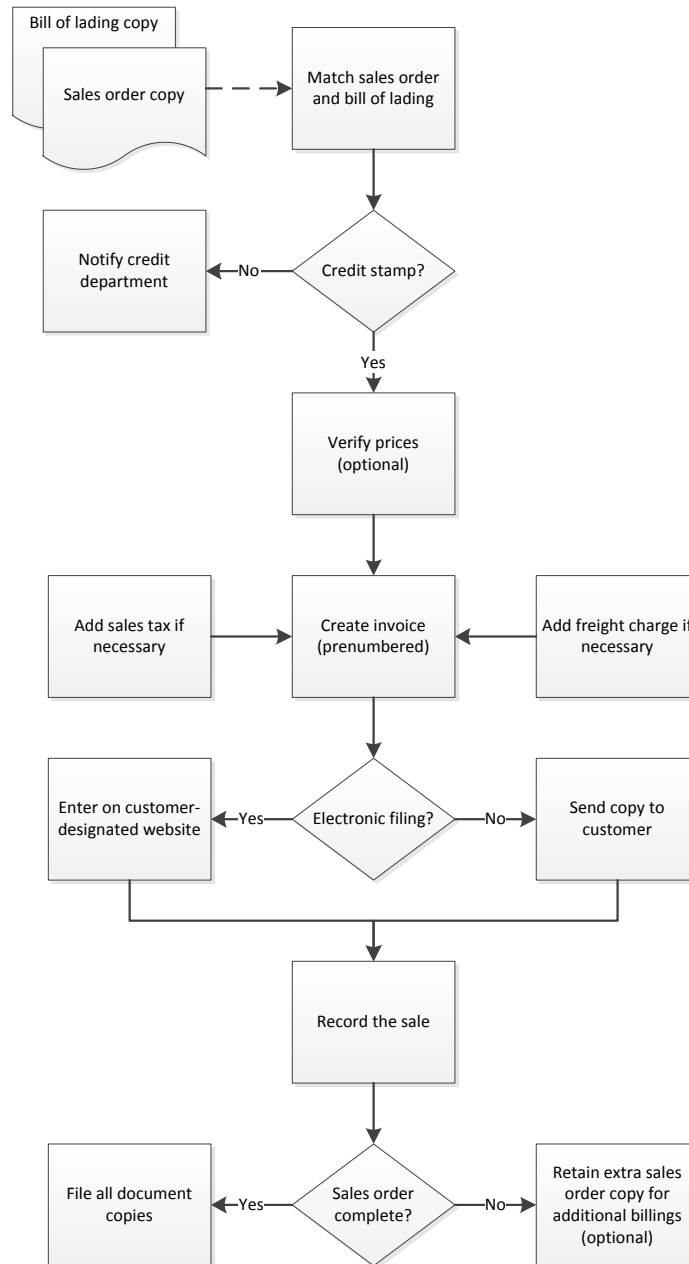 Bill of lading copy
Sales order copy
Match sales order
and bill of lading
Notify credit
department
No
Credit stamp?
Yes
Verify prices
(optional)
Add sales tax if
necessary
Create invoice
(prenumbered)
Add freight charge if
necessary
Enter on customer-
designated website
Yes
Electronic filing?
No
Send copy to
customer
Record the sale
File all document
copies
Yes
Sales order
complete?
No
Retain extra sales
order copy for
additional billings
(optional)